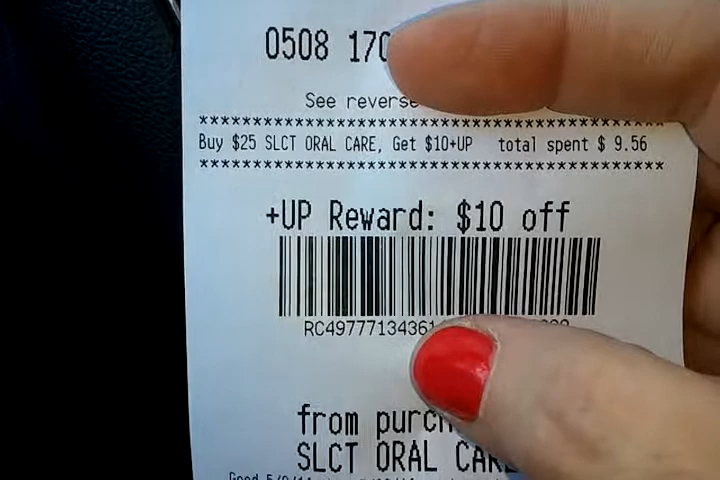 0508 170
See reverse
****************************************************
Buy $25 SLCT ORAL CARE, Get $10+UP total spent $ 9.56
****************************************************
+UP Reward: $10 off
RC49777134361
from purch
SLCT ORAL CARE